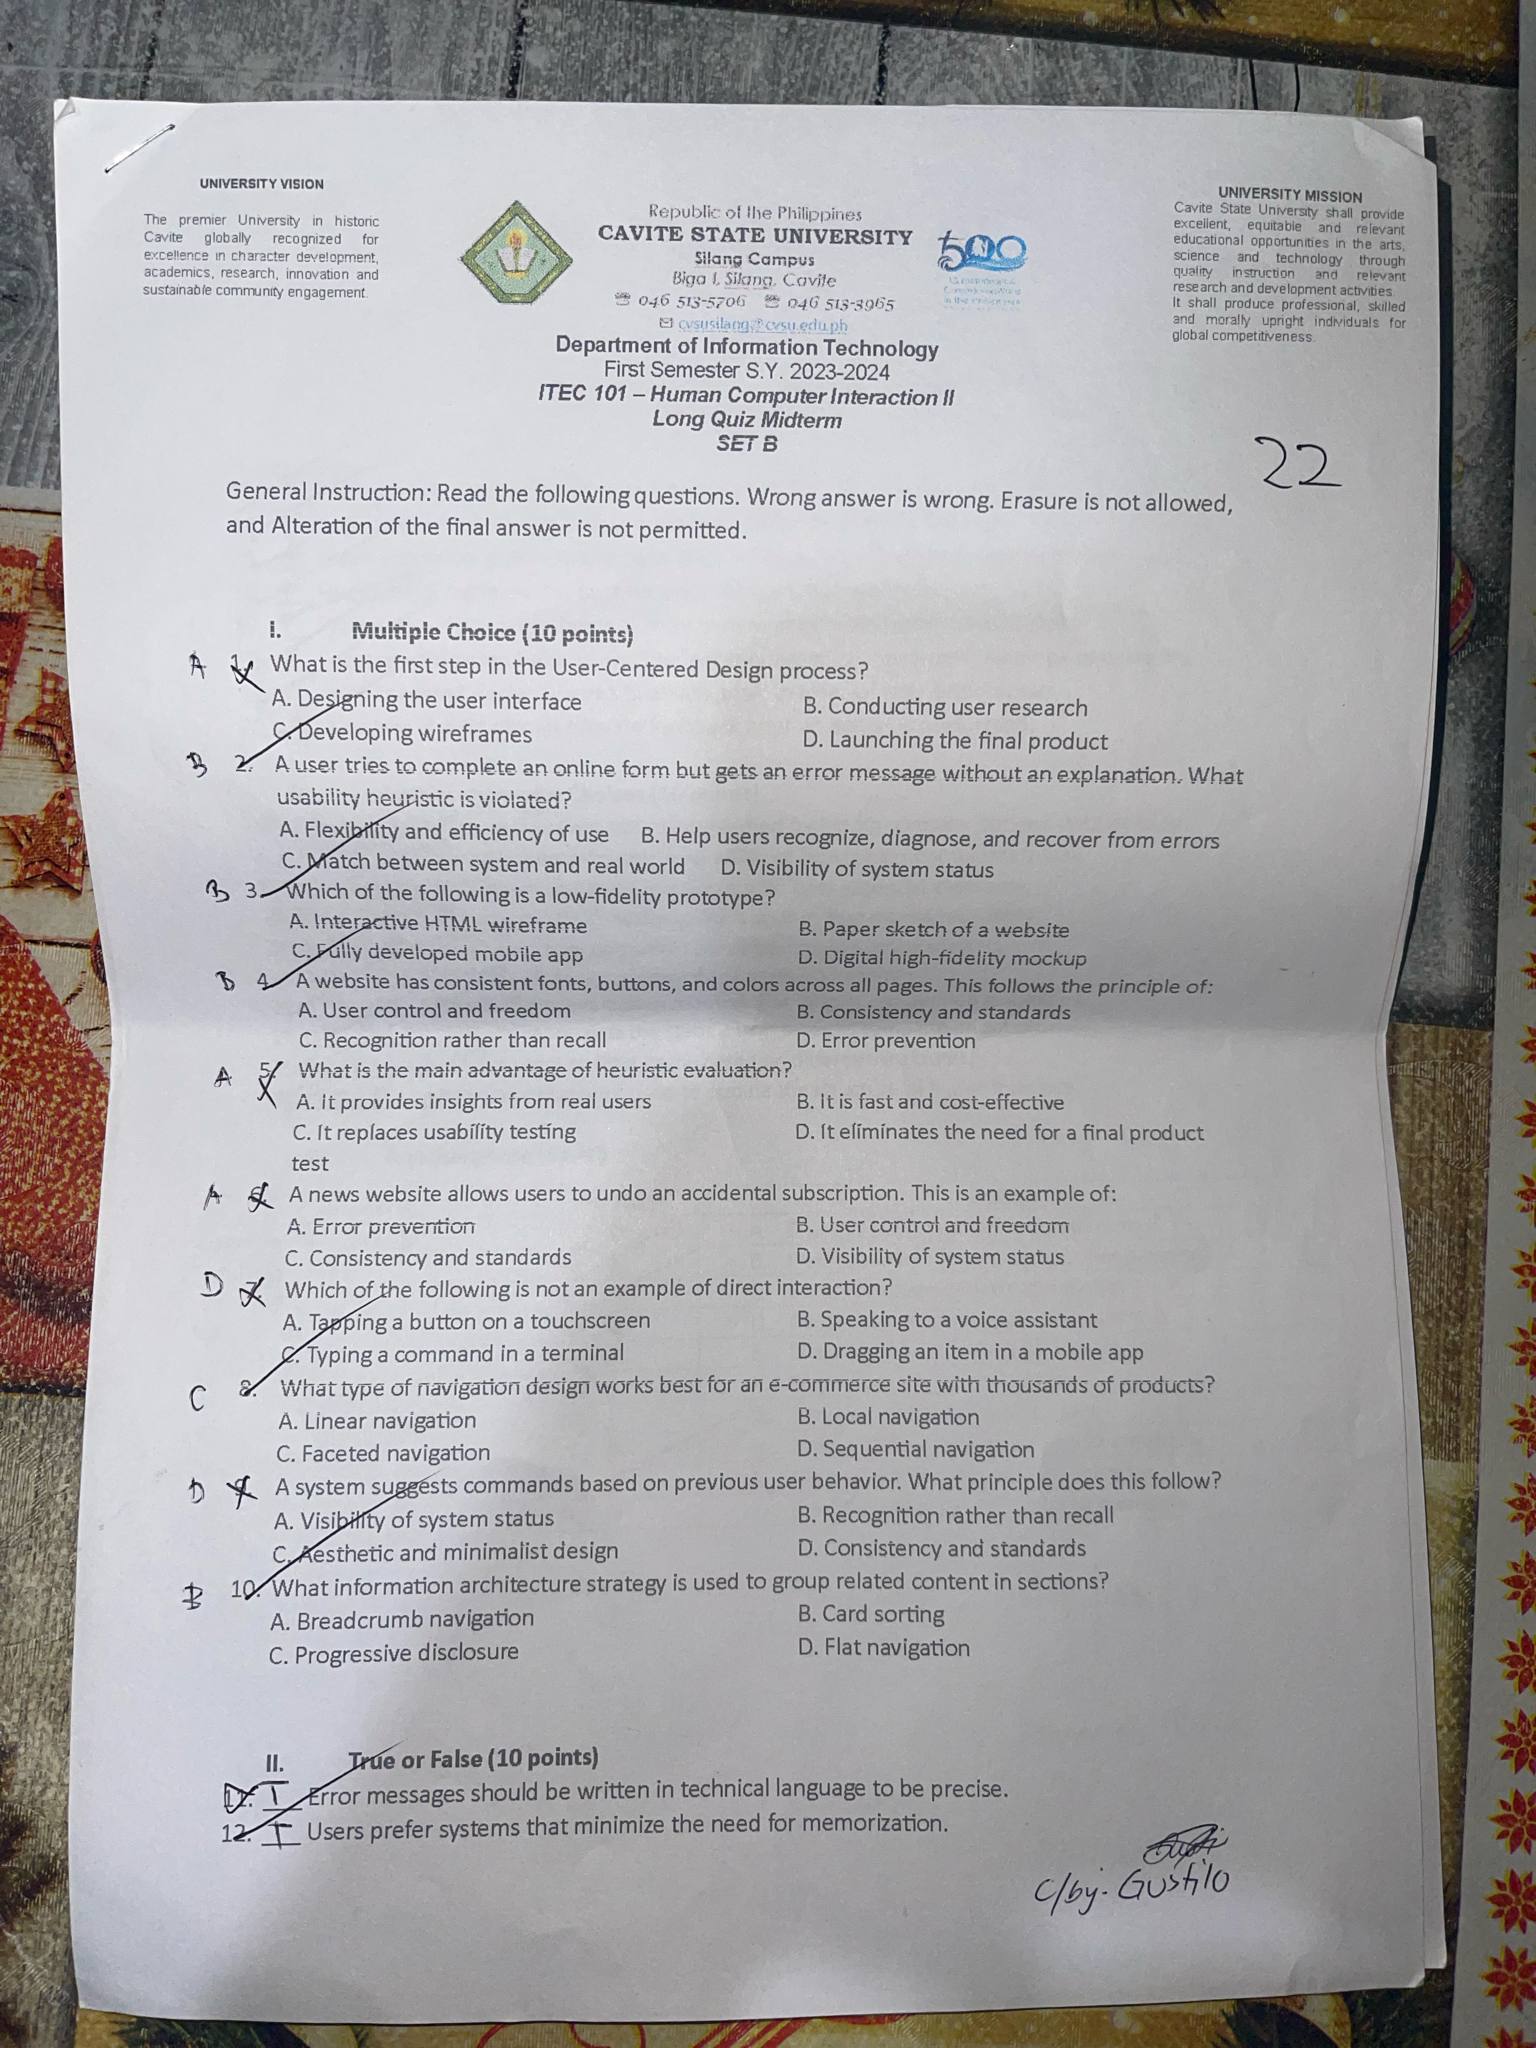 UNIVERSITY VISION
The premier University in historic
Cavite globally recognized for
excellence in character development,
academics, research, innovation and
sustainable community engagement.
Republic of the Philippines
CAVITE STATE UNIVERSITY
Silang Campus
Biga I, Silang, Cavite
☏ 046 513-5706 ☏ 046 513-3965
✉ cvsusilang@cvsu.edu.ph
Department of Information Technology
First Semester S.Y. 2023-2024
ITEC 101 – Human Computer Interaction II
Long Quiz Midterm
SET B
500
UNIVERSITY MISSION
Cavite State University shall provide
excellent, equitable and relevant
educational opportunities in the arts,
science and technology through
quality instruction and relevant
research and development activities.
It shall produce professional, skilled
and morally upright individuals for
global competitiveness.
22
General Instruction: Read the following questions. Wrong answer is wrong. Erasure is not allowed,
and Alteration of the final answer is not permitted.
I. Multiple Choice (10 points)
A 1. What is the first step in the User-Centered Design process?
A. Designing the user interface B. Conducting user research
C. Developing wireframes D. Launching the final product
B 2. A user tries to complete an online form but gets an error message without an explanation. What
usability heuristic is violated?
A. Flexibility and efficiency of use B. Help users recognize, diagnose, and recover from errors
C. Match between system and real world D. Visibility of system status
B 3. Which of the following is a low-fidelity prototype?
A. Interactive HTML wireframe B. Paper sketch of a website
C. Fully developed mobile app D. Digital high-fidelity mockup
B 4. A website has consistent fonts, buttons, and colors across all pages. This follows the principle of:
A. User control and freedom B. Consistency and standards
C. Recognition rather than recall D. Error prevention
A 5. What is the main advantage of heuristic evaluation?
A. It provides insights from real users B. It is fast and cost-effective
C. It replaces usability testing D. It eliminates the need for a final product
test
A 6. A news website allows users to undo an accidental subscription. This is an example of:
A. Error prevention B. User control and freedom
C. Consistency and standards D. Visibility of system status
D 7. Which of the following is not an example of direct interaction?
A. Tapping a button on a touchscreen B. Speaking to a voice assistant
C. Typing a command in a terminal D. Dragging an item in a mobile app
C 8. What type of navigation design works best for an e-commerce site with thousands of products?
A. Linear navigation B. Local navigation
C. Faceted navigation D. Sequential navigation
D 9. A system suggests commands based on previous user behavior. What principle does this follow?
A. Visibility of system status B. Recognition rather than recall
C. Aesthetic and minimalist design D. Consistency and standards
B 10. What information architecture strategy is used to group related content in sections?
A. Breadcrumb navigation B. Card sorting
C. Progressive disclosure D. Flat navigation
II. True or False (10 points)
11. T Error messages should be written in technical language to be precise.
12. T Users prefer systems that minimize the need for memorization.
c/by- Gustilo